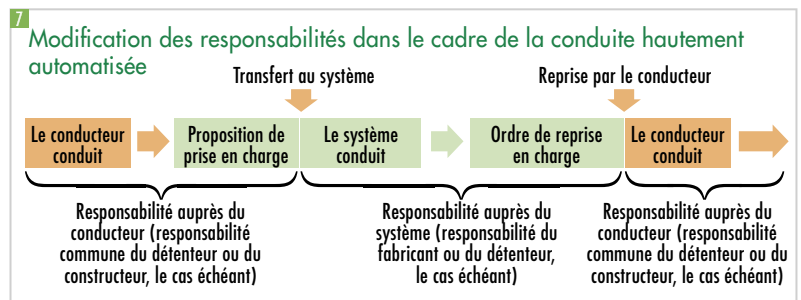 7
Modification des responsabilités dans le cadre de la conduite hautement
automatisée
Transfert au système
Reprise par le conducteur
Le conducteur
conduit
Proposition de
prise en charge
Le système
conduit
Ordre de reprise
en charge
Le conducteur
conduit
Responsabilité auprès du
conducteur (responsabilité
commune du détenteur ou du
constructeur, le cas échéant)
Responsabilité auprès du
système (responsabilité du
fabricant ou du détenteur,
le cas échéant)
Responsabilité auprès du
conducteur (responsabilité
commune du détenteur ou du
constructeur, le cas échéant)